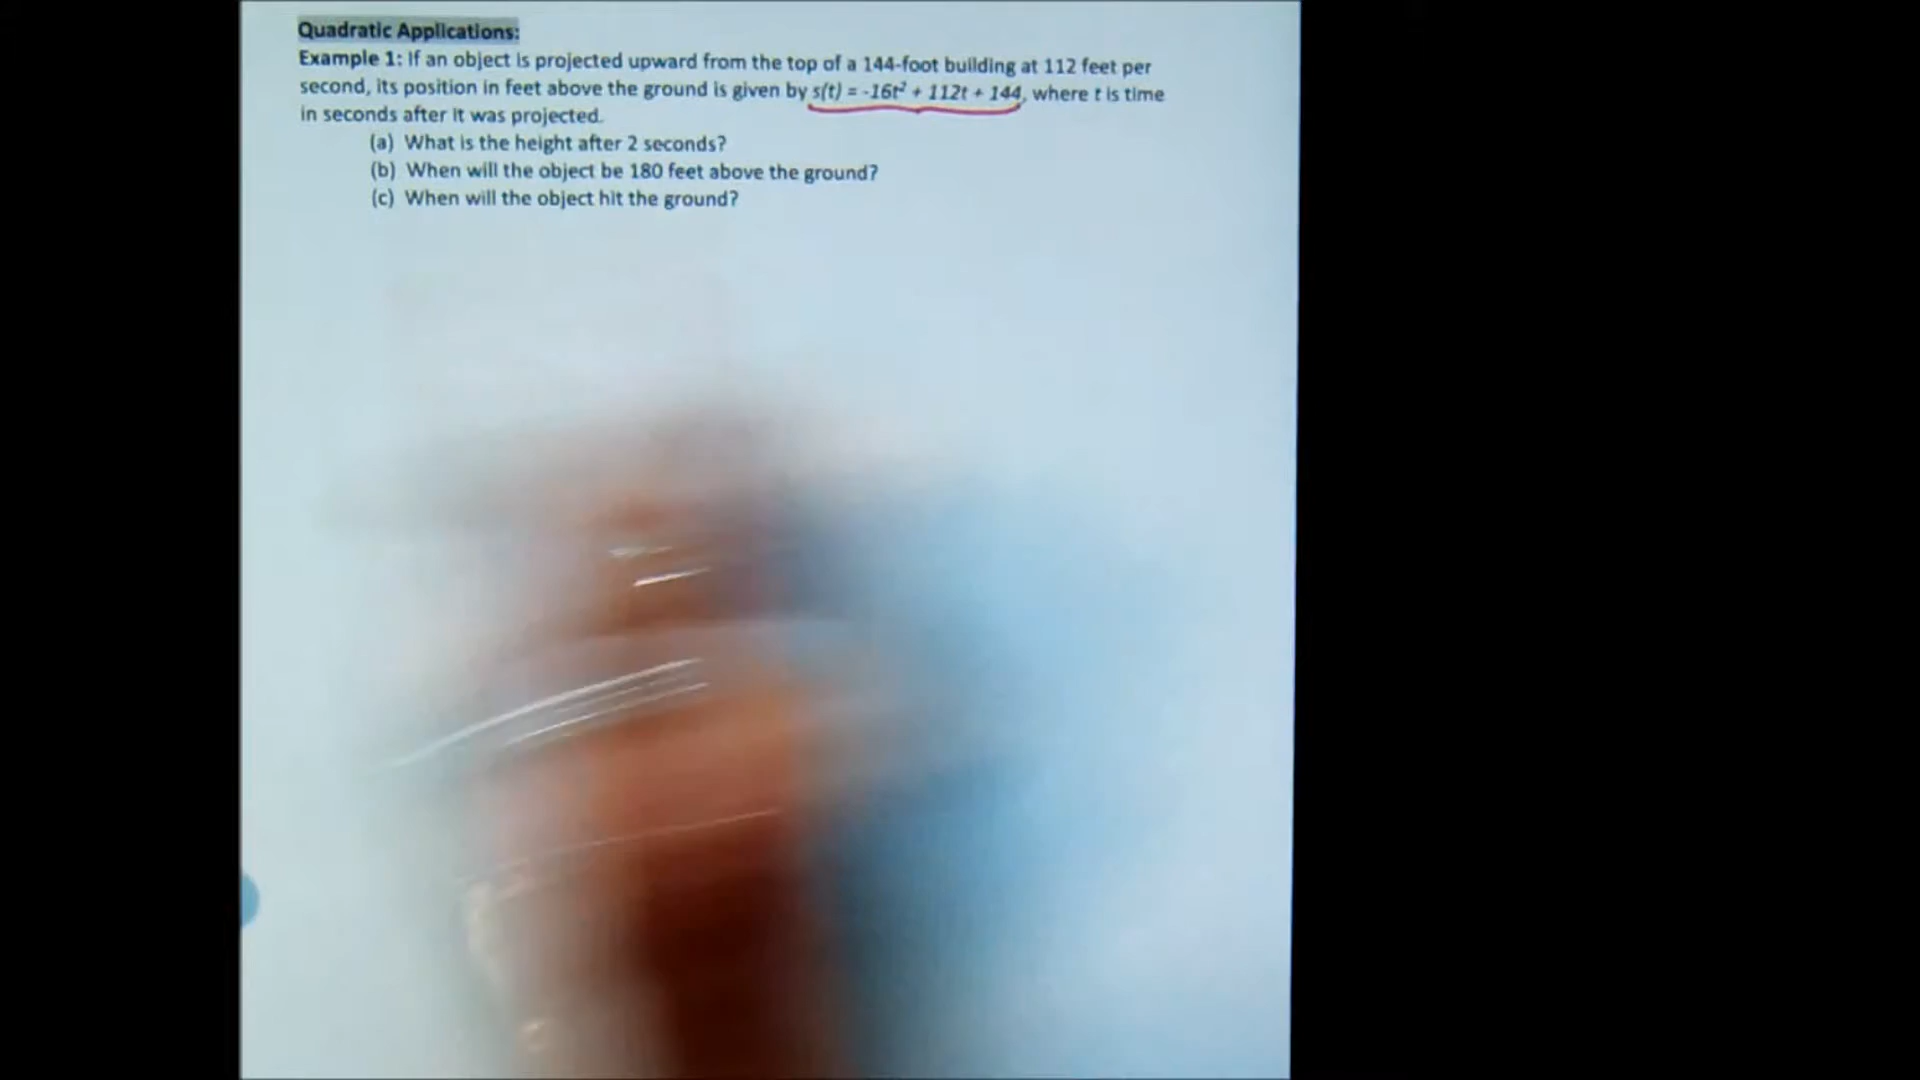 Quadratic Applications:
Example 1: If an object is projected upward from the top of a 144-foot building at 112 feet per
second, its position in feet above the ground is given by s(t) = -16t² + 112t + 144, where t is time
in seconds after it was projected.
(a) What is the height after 2 seconds?
(b) When will the object be 180 feet above the ground?
(c) When will the object hit the ground?